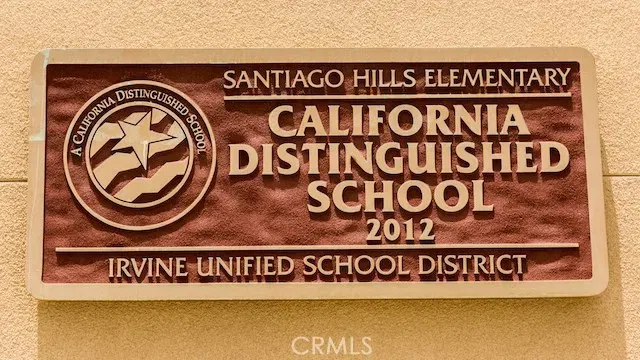 SANTIAGO HILLS ELEMENTARY
A CALIFORNIA DISTINGUISHED SCHOOL
CALIFORNIA
DISTINGUISHED
SCHOOL
2012
IRVINE UNIFIED SCHOOL DISTRICT
CRMLS